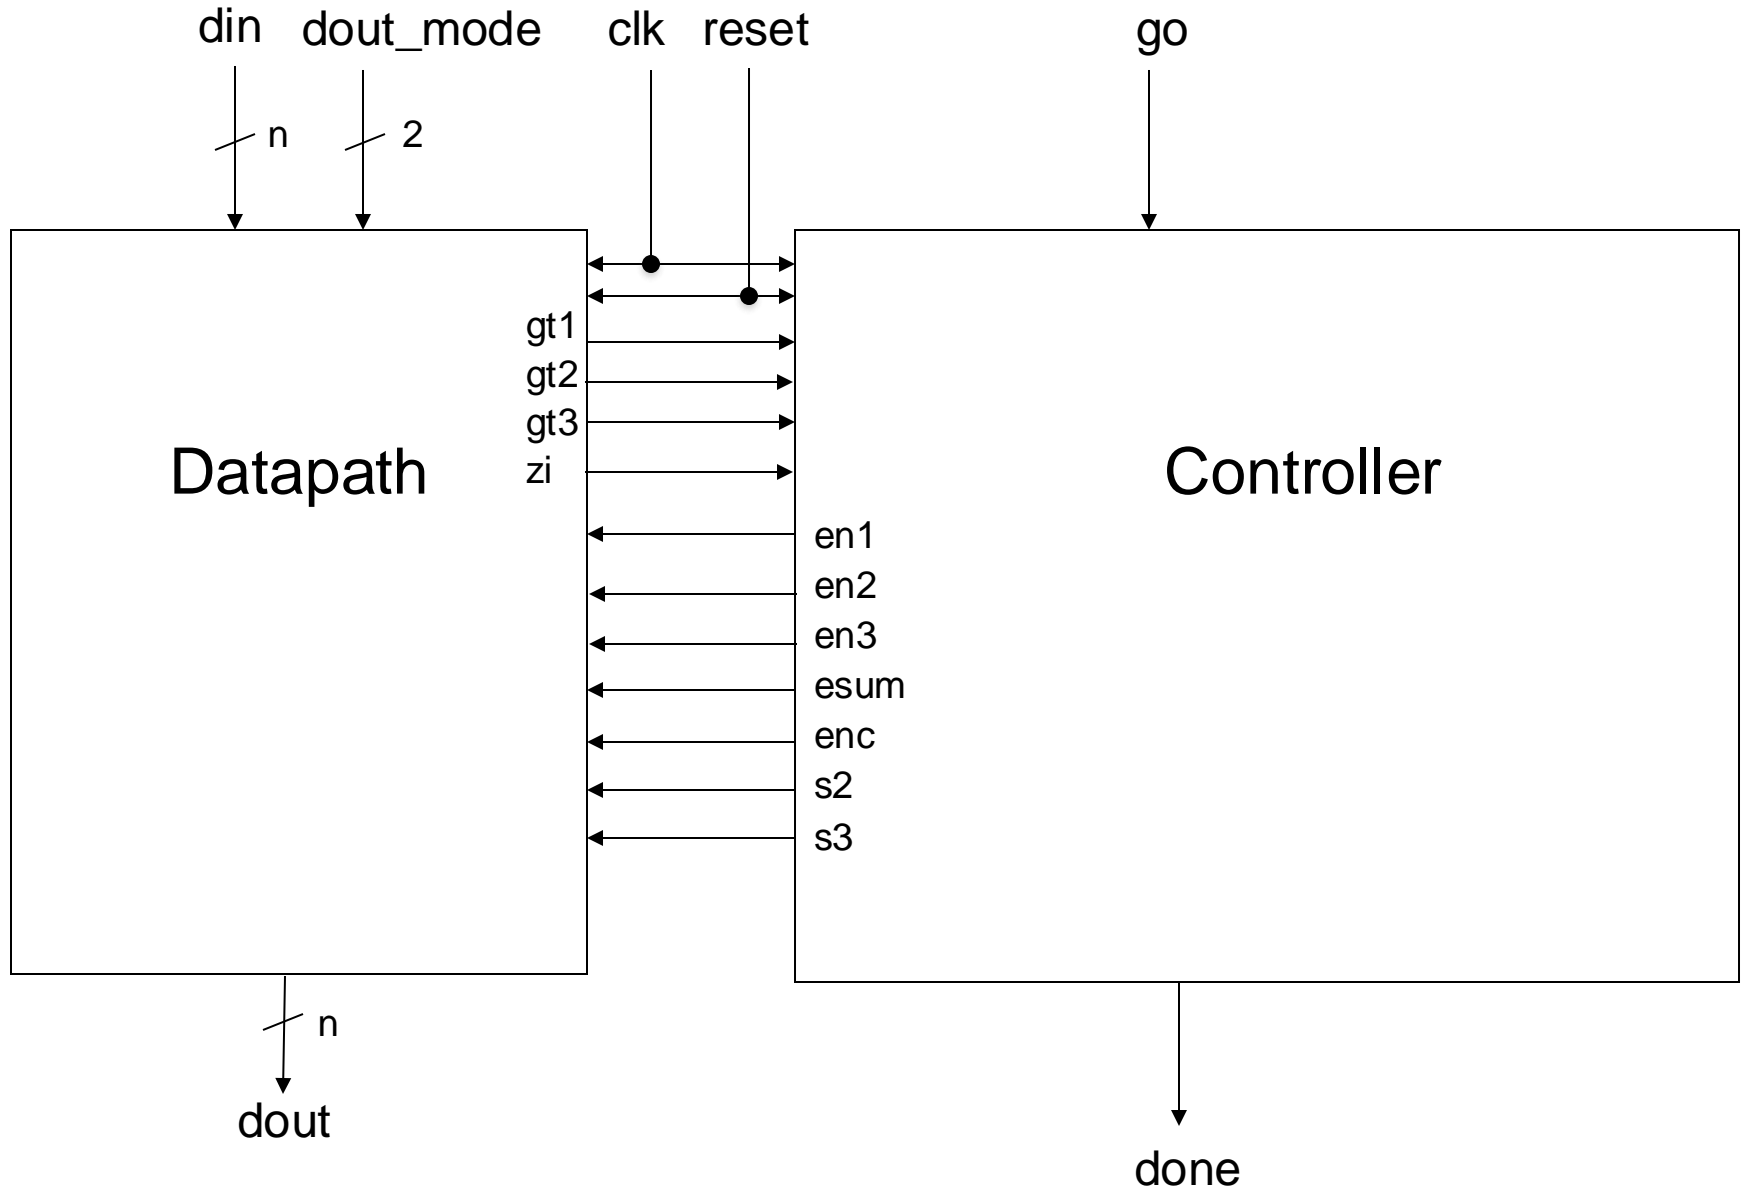 din dout_mode clk reset go
n 2
gt1
gt2
gt3
Datapath zi Controller
en1
en2
en3
esum
enc
s2
s3
n
dout
done